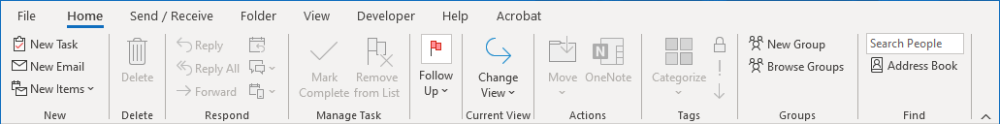 File Home Send / Receive Folder View Developer Help Acrobat
New Task
New Email
New Items
New
Delete
Delete
Reply
Reply All
Forward
Respond
Mark
Complete
Remove
from List
Manage Task
Follow
Up
Change
View
Current View
Move
OneNote
Actions
Categorize
Tags
New Group
Browse Groups
Groups
Search People
Address Book
Find